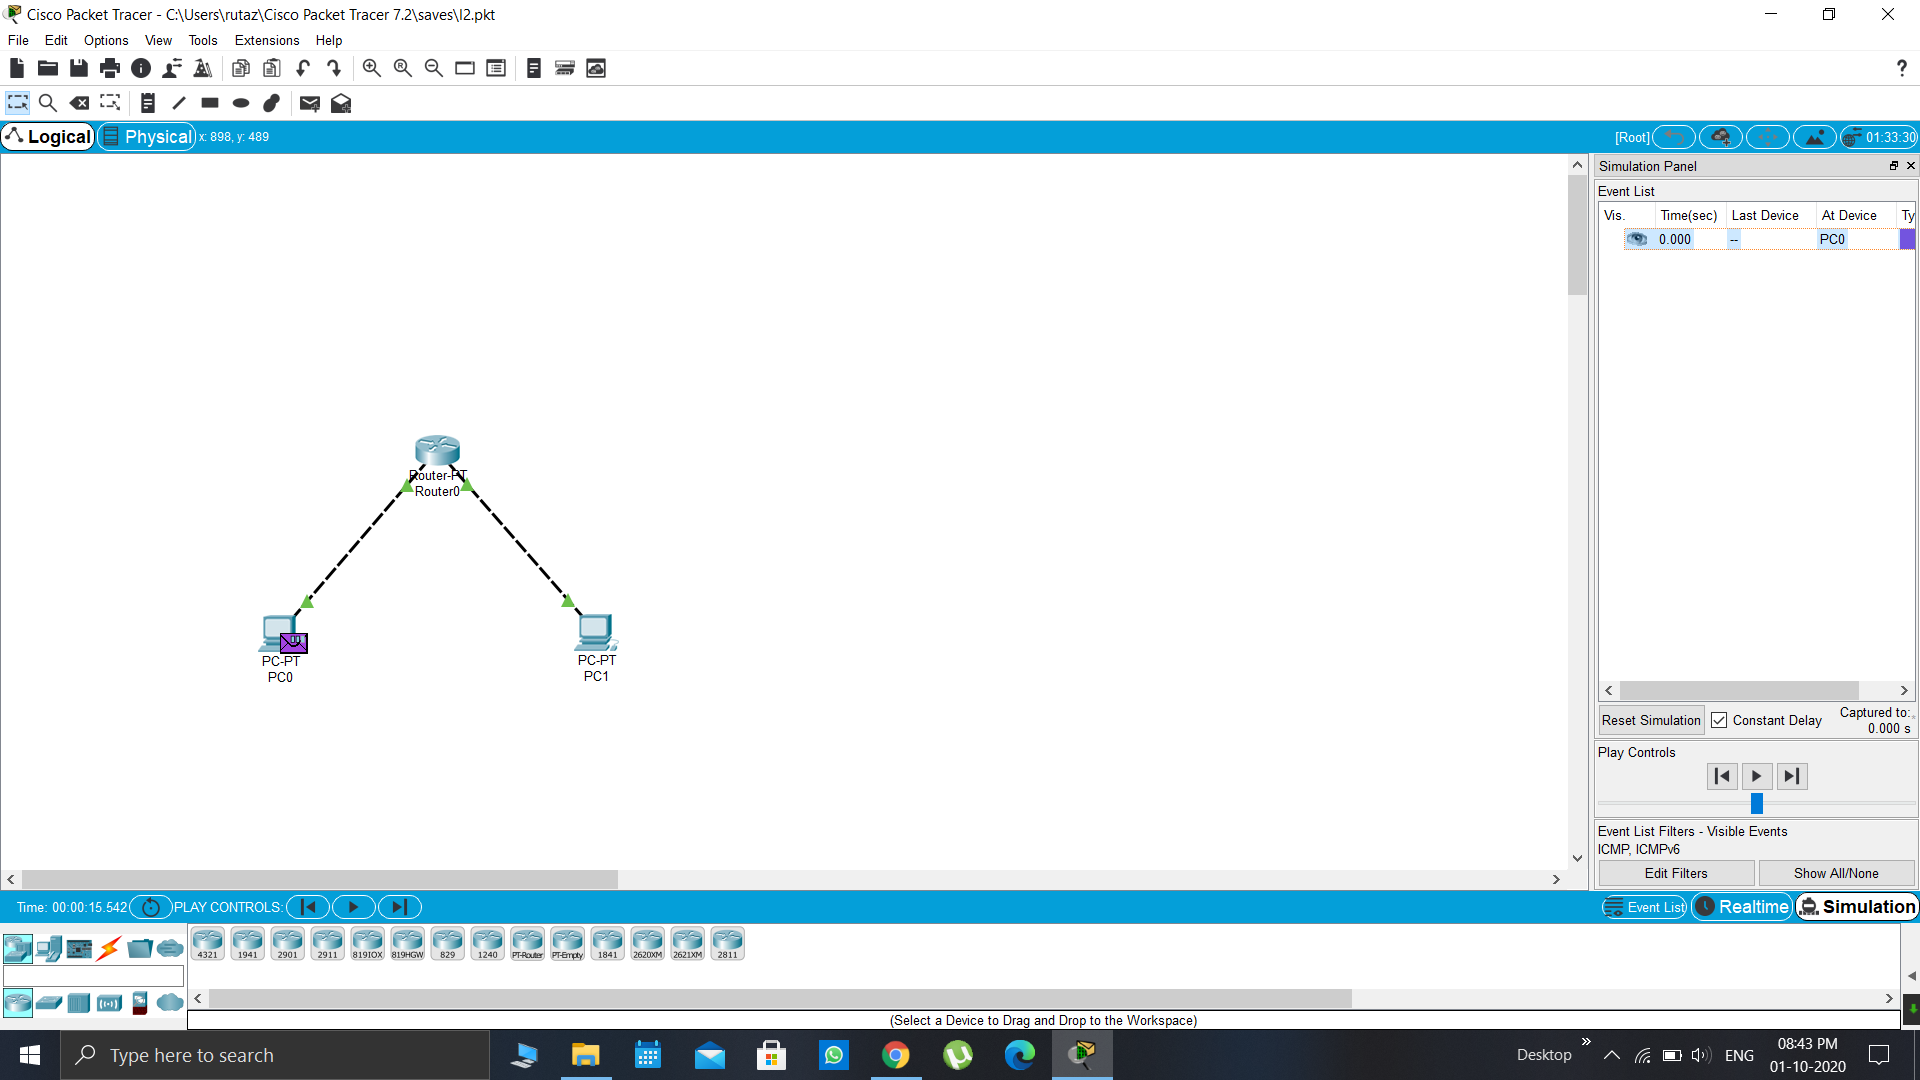 Cisco Packet Tracer - C:\Users\rutaz\Cisco Packet Tracer 7.2\saves\l2.pkt
File Edit Options View Tools Extensions Help
?
Logical Physical x: 898, y: 489 [Root] 01:33:30
Simulation Panel
Event List
Vis. Time(sec) Last Device At Device Ty
0.000 -- PC0
Router-PT
Router0
PC-PT
PC0
PC-PT
PC1
Reset Simulation Constant Delay Captured to:
0.000 s
Play Controls
Event List Filters - Visible Events
ICMP, ICMPv6
Edit Filters Show All/None
Time: 00:00:15.542 PLAY CONTROLS: Event List Realtime Simulation
4321 1941 2901 2911 819IOX 819HGW 829 1240 PT-Router PT-Empty 1841 2620XM 2621XM 2811
(Select a Device to Drag and Drop to the Workspace)
Type here to search
Desktop ENG
08:43 PM
01-10-2020